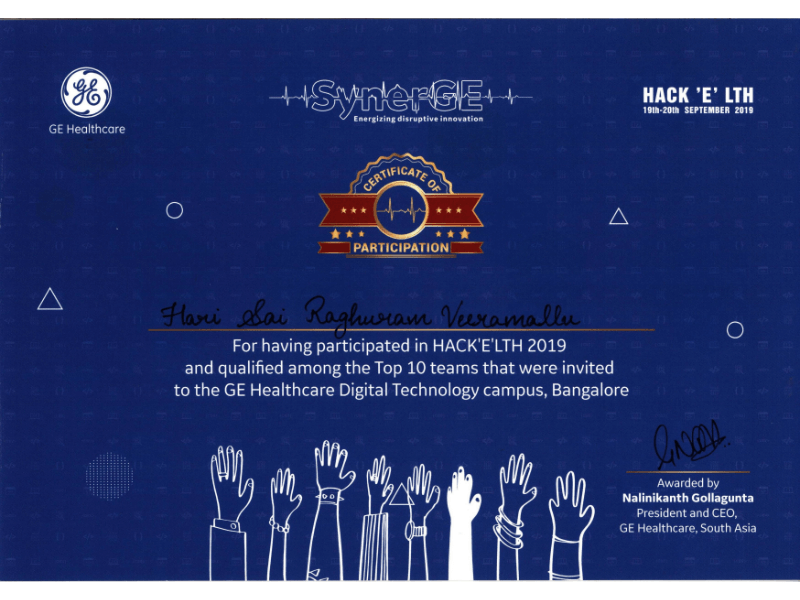 GE Healthcare
SynerGE
Energizing disruptive innovation
HACK 'E' LTH
19th-20th SEPTEMBER 2019
CERTIFICATE OF
PARTICIPATION
Hari Sai Raghuram Veeramallu
For having participated in HACK'E'LTH 2019
and qualified among the Top 10 teams that were invited
to the GE Healthcare Digital Technology campus, Bangalore
Awarded by
Nalinikanth Gollagunta
President and CEO,
GE Healthcare, South Asia